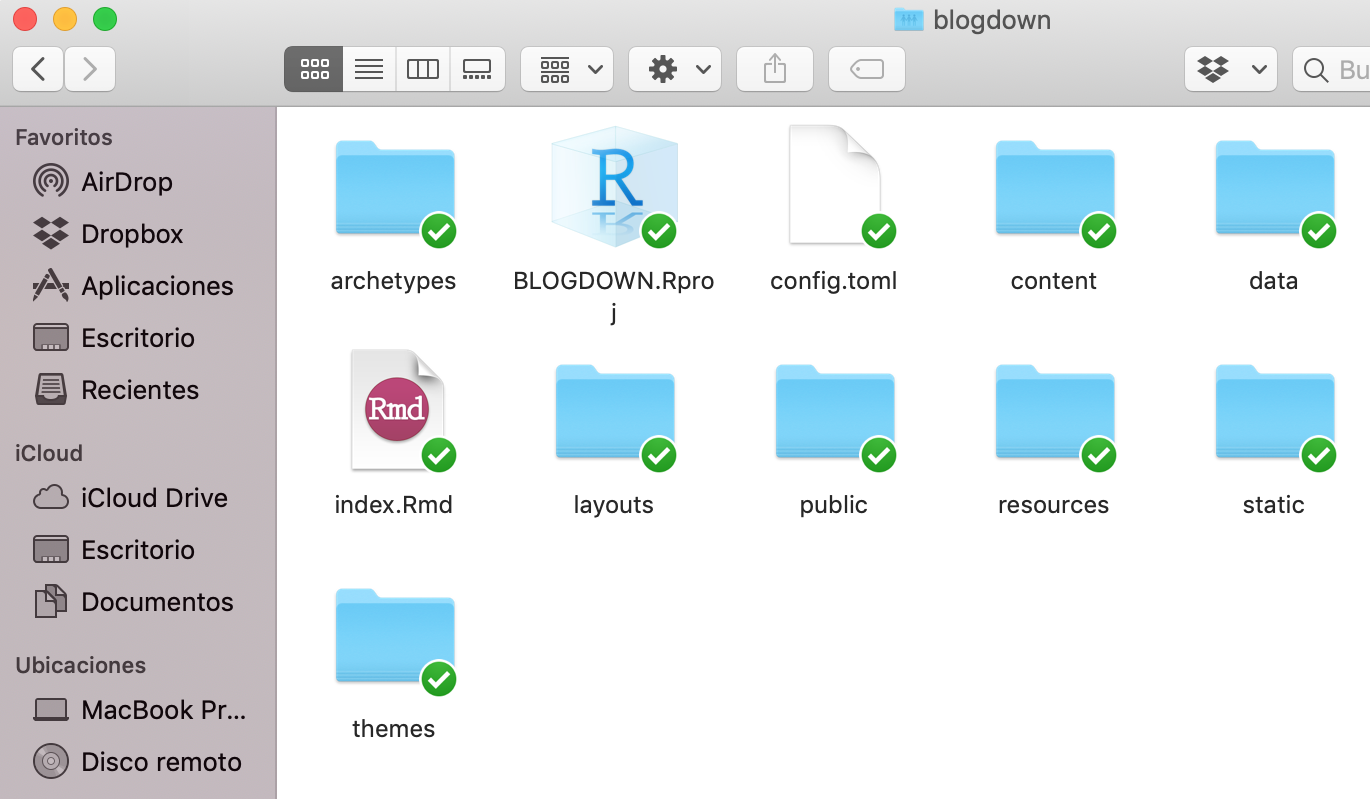 blogdown
Bu
Favoritos
AirDrop
Dropbox
Aplicaciones
Escritorio
Recientes
iCloud
iCloud Drive
Escritorio
Documentos
Ubicaciones
MacBook Pr...
Disco remoto
R
archetypes
BLOGDOWN.Rpro
j
config.toml
content
data
Rmd
index.Rmd
layouts
public
resources
static
themes